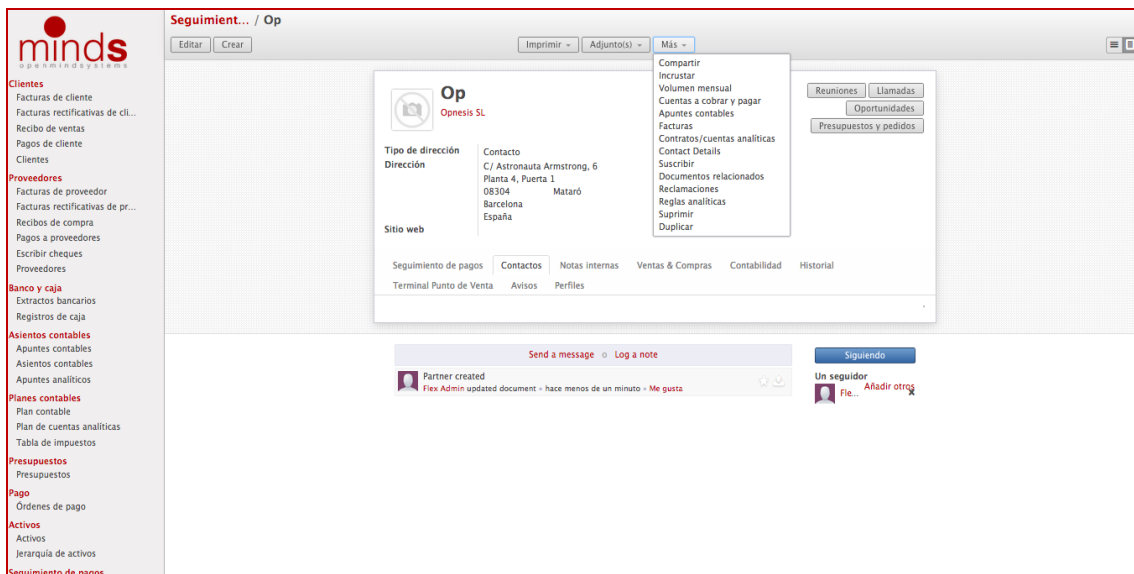 minds
openmindsystems
Clientes
Facturas de cliente
Facturas rectificativas de cli...
Recibo de ventas
Pagos de cliente
Clientes
Proveedores
Facturas de proveedor
Facturas rectificativas de pr...
Recibos de compra
Pagos a proveedores
Escribir cheques
Proveedores
Banco y caja
Extractos bancarios
Registros de caja
Asientos contables
Apuntes contables
Asientos contables
Apuntes analíticos
Planes contables
Plan contable
Plan de cuentas analíticas
Tabla de impuestos
Presupuestos
Presupuestos
Pago
Órdenes de pago
Activos
Activos
Jerarquía de activos
Seguimiento de pagos
Seguimient... / Op
Editar Crear Imprimir Adjunto(s) Más
Compartir
Incrustar
Volumen mensual
Cuentas a cobrar y pagar
Apuntes contables
Facturas
Contratos/cuentas analíticas
Contact Details
Suscribir
Documentos relacionados
Reclamaciones
Reglas analíticas
Suprimir
Duplicar
Op
Opnesis SL
Reuniones Llamadas
Oportunidades
Presupuestos y pedidos
Tipo de dirección Contacto
Dirección C/ Astronauta Armstrong, 6
Planta 4, Puerta 1
08304 Mataró
Barcelona
España
Sitio web
Seguimiento de pagos Contactos Notas internas Ventas & Compras Contabilidad Historial
Terminal Punto de Venta Avisos Perfiles
Send a message o Log a note
Partner created
Flex Admin updated document • hace menos de un minuto • Me gusta
Siguiendo
Un seguidor
Añadir otros
Fle... x